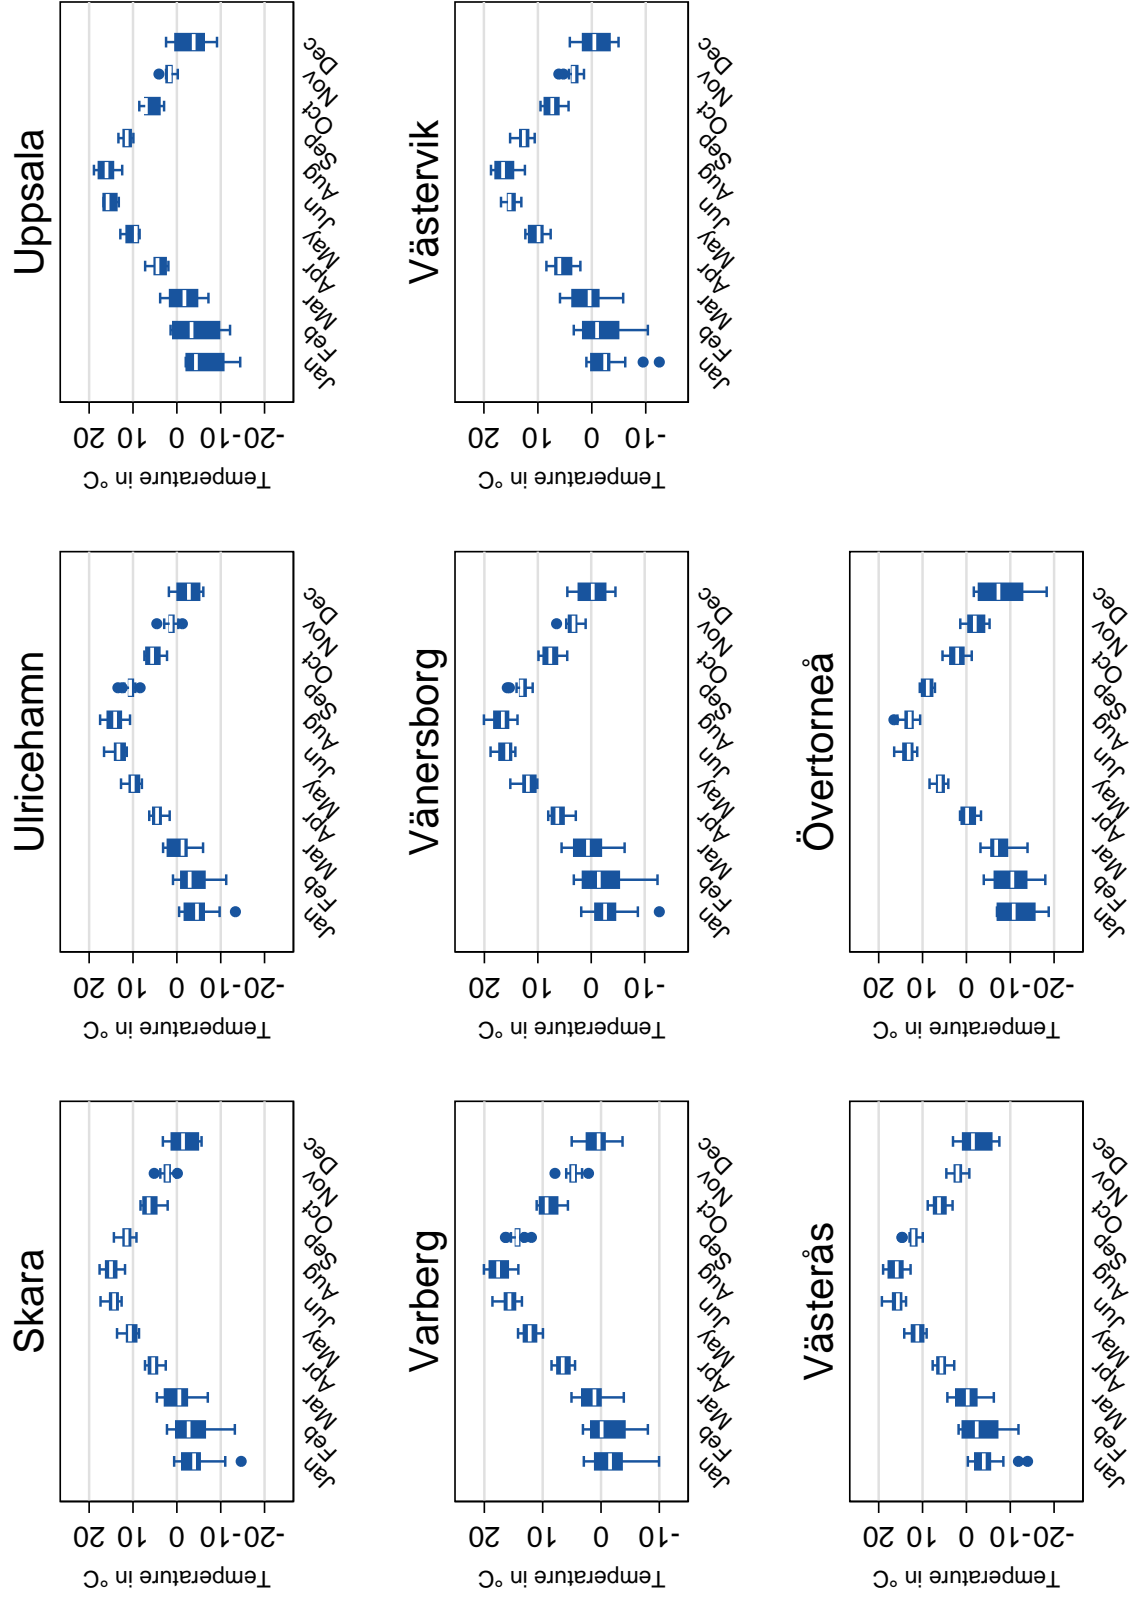 Skara
Temperature in °C
-20 -10 0 10 20
Jan Feb Mar Apr May Jun Aug Sep Oct Nov Dec
Ulricehamn
Temperature in °C
-20 -10 0 10 20
Jan Feb Mar Apr May Jun Aug Sep Oct Nov Dec
Uppsala
Temperature in °C
-20 -10 0 10 20
Jan Feb Mar Apr May Jun Aug Sep Oct Nov Dec
Varberg
Temperature in °C
-10 0 10 20
Jan Feb Mar Apr May Jun Aug Sep Oct Nov Dec
Vänersborg
Temperature in °C
-10 0 10 20
Jan Feb Mar Apr May Jun Aug Sep Oct Nov Dec
Västervik
Temperature in °C
-10 0 10 20
Jan Feb Mar Apr May Jun Aug Sep Oct Nov Dec
Västerås
Temperature in °C
-20 -10 0 10 20
Jan Feb Mar Apr May Jun Aug Sep Oct Nov Dec
Övertorneå
Temperature in °C
-20 -10 0 10 20
Jan Feb Mar Apr May Jun Aug Sep Oct Nov Dec